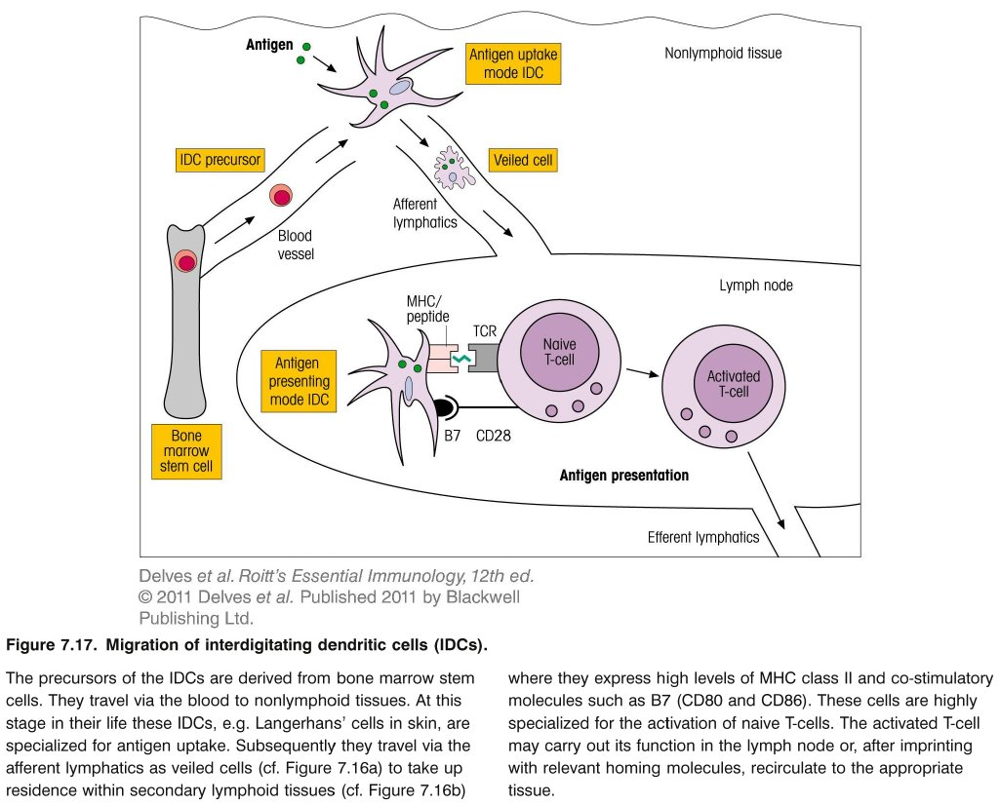 Antigen
Antigen uptake
mode IDC
Nonlymphoid tissue
IDC precursor
Veiled cell
Afferent
lymphatics
Blood
vessel
Lymph node
MHC/
peptide
TCR
Naive
T-cell
Antigen
presenting
mode IDC
Activated
T-cell
B7
CD28
Bone
marrow
stem cell
Antigen presentation
Efferent lymphatics
Delves et al. Roitt's Essential Immunology, 12th ed.
© 2011 Delves et al. Published 2011 by Blackwell
Publishing Ltd.
Figure 7.17. Migration of interdigitating dendritic cells (IDCs).
The precursors of the IDCs are derived from bone marrow stem
cells. They travel via the blood to nonlymphoid tissues. At this
stage in their life these IDCs, e.g. Langerhans' cells in skin, are
specialized for antigen uptake. Subsequently they travel via the
afferent lymphatics as veiled cells (cf. Figure 7.16a) to take up
residence within secondary lymphoid tissues (cf. Figure 7.16b)
where they express high levels of MHC class II and co-stimulatory
molecules such as B7 (CD80 and CD86). These cells are highly
specialized for the activation of naive T-cells. The activated T-cell
may carry out its function in the lymph node or, after imprinting
with relevant homing molecules, recirculate to the appropriate
tissue.